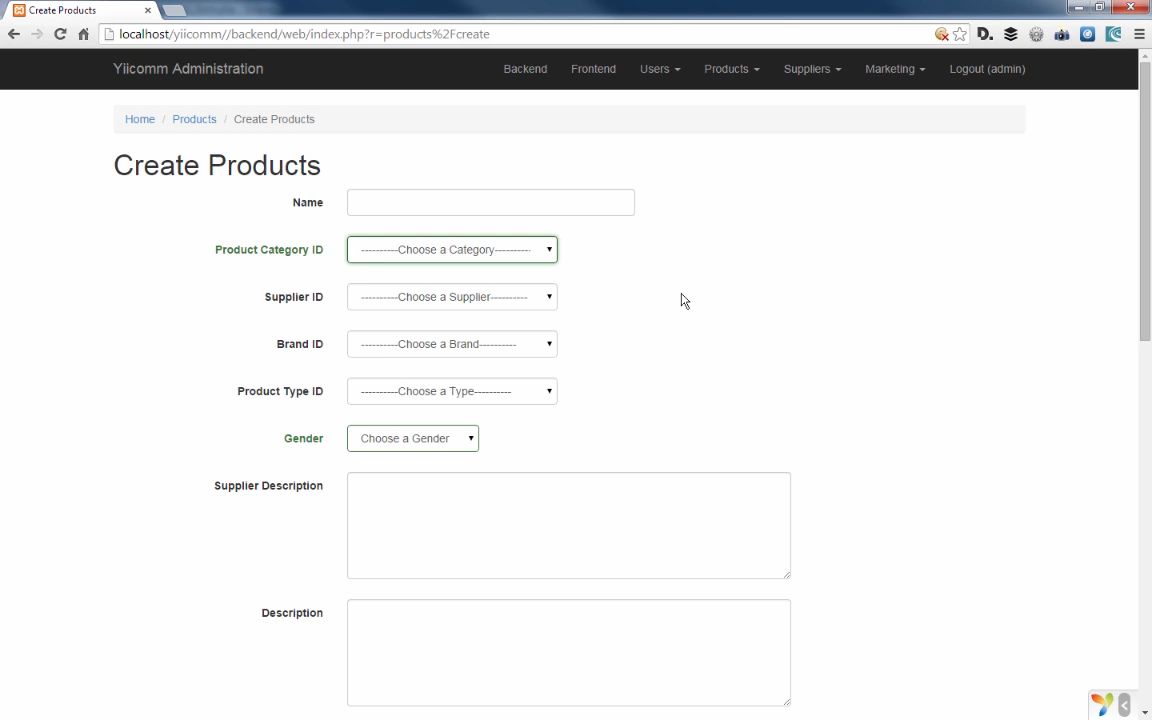 Create Products
localhost/yiicomm//backend/web/index.php?r=products%2Fcreate
Yiicomm Administration Backend Frontend Users Products Suppliers Marketing Logout (admin)
Home / Products / Create Products
Create Products
Name
Product Category ID ----------Choose a Category----------
Supplier ID ----------Choose a Supplier----------
Brand ID ----------Choose a Brand----------
Product Type ID ----------Choose a Type----------
Gender Choose a Gender
Supplier Description
Description